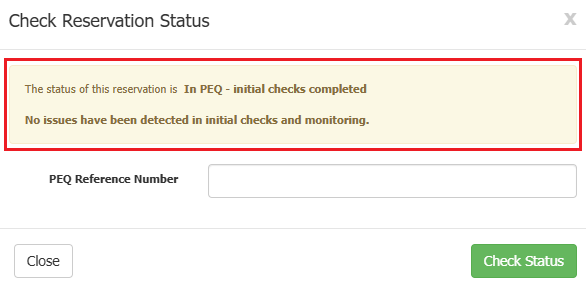 Check Reservation Status
X
The status of this reservation is In PEQ - initial checks completed
No issues have been detected in initial checks and monitoring.
PEQ Reference Number
Close
Check Status